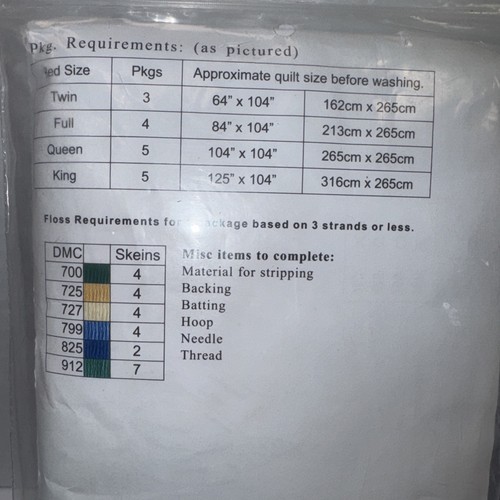 Pkg. Requirements: (as pictured)
Bed Size Pkgs Approximate quilt size before washing.
Twin 3 64" x 104" 162cm x 265cm
Full 4 84" x 104" 213cm x 265cm
Queen 5 104" x 104" 265cm x 265cm
King 5 125" x 104" 316cm x 265cm
Floss Requirements for package based on 3 strands or less.
DMC Skeins
700 4
725 4
727 4
799 4
825 2
912 7
Misc items to complete:
Material for stripping
Backing
Batting
Hoop
Needle
Thread